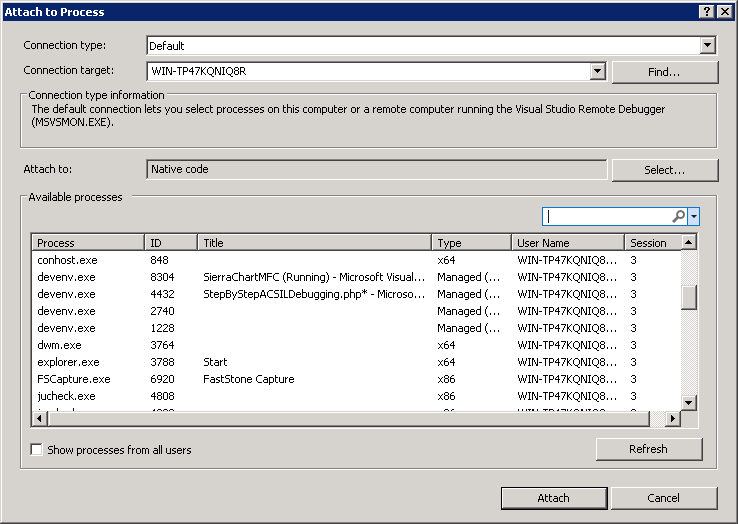 Attach to Process
Connection type: Default
Connection target: WIN-TP47KQNIQ8R Find...
Connection type information
The default connection lets you select processes on this computer or a remote computer running the Visual Studio Remote Debugger
(MSVSMON.EXE).
Attach to: Native code Select...
Available processes
Process ID Title Type User Name Session
conhost.exe 848 x64 WIN-TP47KQNIQ8... 3
devenv.exe 8304 SierraChartMFC (Running) - Microsoft Visual... Managed (... WIN-TP47KQNIQ8... 3
devenv.exe 4432 StepByStepACSILDebugging.php* - Microso... Managed (... WIN-TP47KQNIQ8... 3
devenv.exe 2740 Managed (... WIN-TP47KQNIQ8... 3
devenv.exe 1228 Managed (... WIN-TP47KQNIQ8... 3
dwm.exe 3764 x64 WIN-TP47KQNIQ8... 3
explorer.exe 3788 Start x64 WIN-TP47KQNIQ8... 3
FSCapture.exe 6920 FastStone Capture x86 WIN-TP47KQNIQ8... 3
jucheck.exe 4808 x86 WIN-TP47KQNIQ8... 3
Show processes from all users Refresh
Attach Cancel